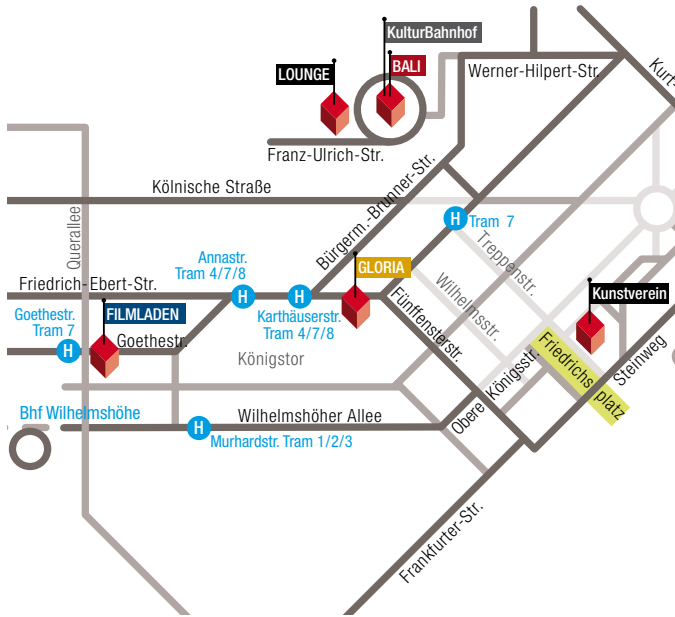 KulturBahnhof
LOUNGE
BALI
Werner-Hilpert-Str.
Kurt-
Franz-Ulrich-Str.
Kölnische Straße
Bürgerm.-Brunner-Str.
Querallee
H
Tram 7
Treppenstr.
Annastr.
Tram 4/7/8
GLORIA
Wilhelmsstr.
Friedrich-Ebert-Str.
H
H
Kunstverein
Goethestr.
Tram 7
FILMLADEN
Karthäuserstr.
Tram 4/7/8
Fünffensterstr.
H
Goethestr.
Königstor
Obere Königsstr.
Friedrichsplatz
Steinweg
Bhf Wilhelmshöhe
H
Wilhelmshöher Allee
Murhardstr. Tram 1/2/3
Frankfurter-Str.